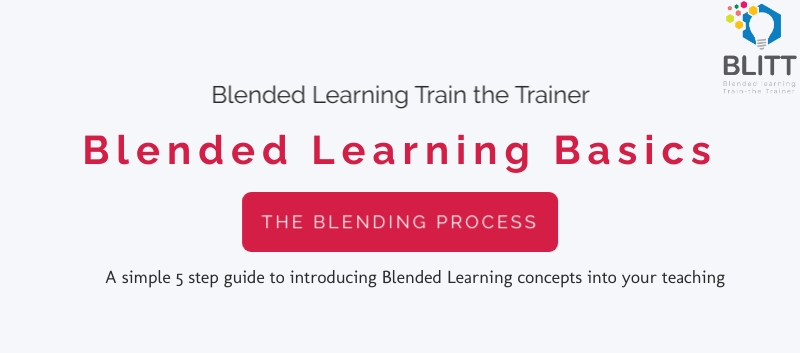 BLITT
Blended learning
Train-the Trainer
Blended Learning Train the Trainer
Blended Learning Basics
THE BLENDING PROCESS
A simple 5 step guide to introducing Blended Learning concepts into your teaching